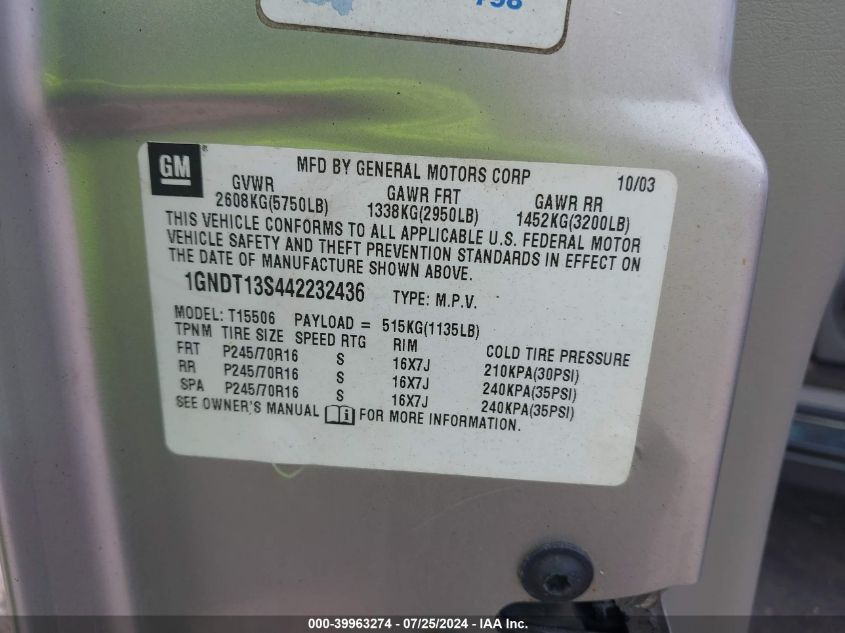 798
GM
MFD BY GENERAL MOTORS CORP 10/03
GVWR GAWR FRT GAWR RR
2608KG(5750LB) 1338KG(2950LB) 1452KG(3200LB)
THIS VEHICLE CONFORMS TO ALL APPLICABLE U.S. FEDERAL MOTOR
VEHICLE SAFETY AND THEFT PREVENTION STANDARDS IN EFFECT ON
THE DATE OF MANUFACTURE SHOWN ABOVE.
1GNDT13S442232436 TYPE: M.P.V.
MODEL: T15506 PAYLOAD = 515KG(1135LB)
TPNM TIRE SIZE SPEED RTG RIM COLD TIRE PRESSURE
FRT P245/70R16 S 16X7J 210KPA(30PSI)
RR P245/70R16 S 16X7J 240KPA(35PSI)
SPA P245/70R16 S 16X7J 240KPA(35PSI)
SEE OWNER'S MANUAL FOR MORE INFORMATION.
000-39963274 - 07/25/2024 - www.iaai.com